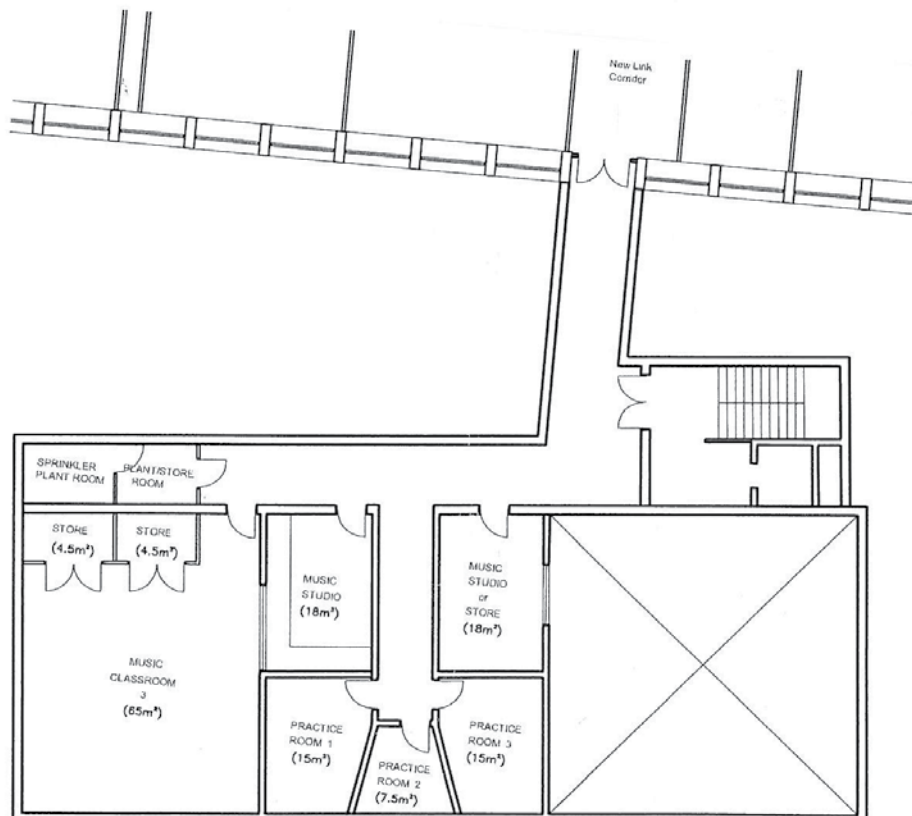 New Link
Corridor
SPRINKLER
PLANT ROOM
PLANT/STORE
ROOM
STORE
(4.5m²)
STORE
(4.5m²)
MUSIC
STUDIO
(18m²)
MUSIC
STUDIO
or
STORE
(18m²)
MUSIC
CLASSROOM
3
(65m²)
PRACTICE
ROOM 1
(15m²)
PRACTICE
ROOM 2
(7.5m²)
PRACTICE
ROOM 3
(15m²)